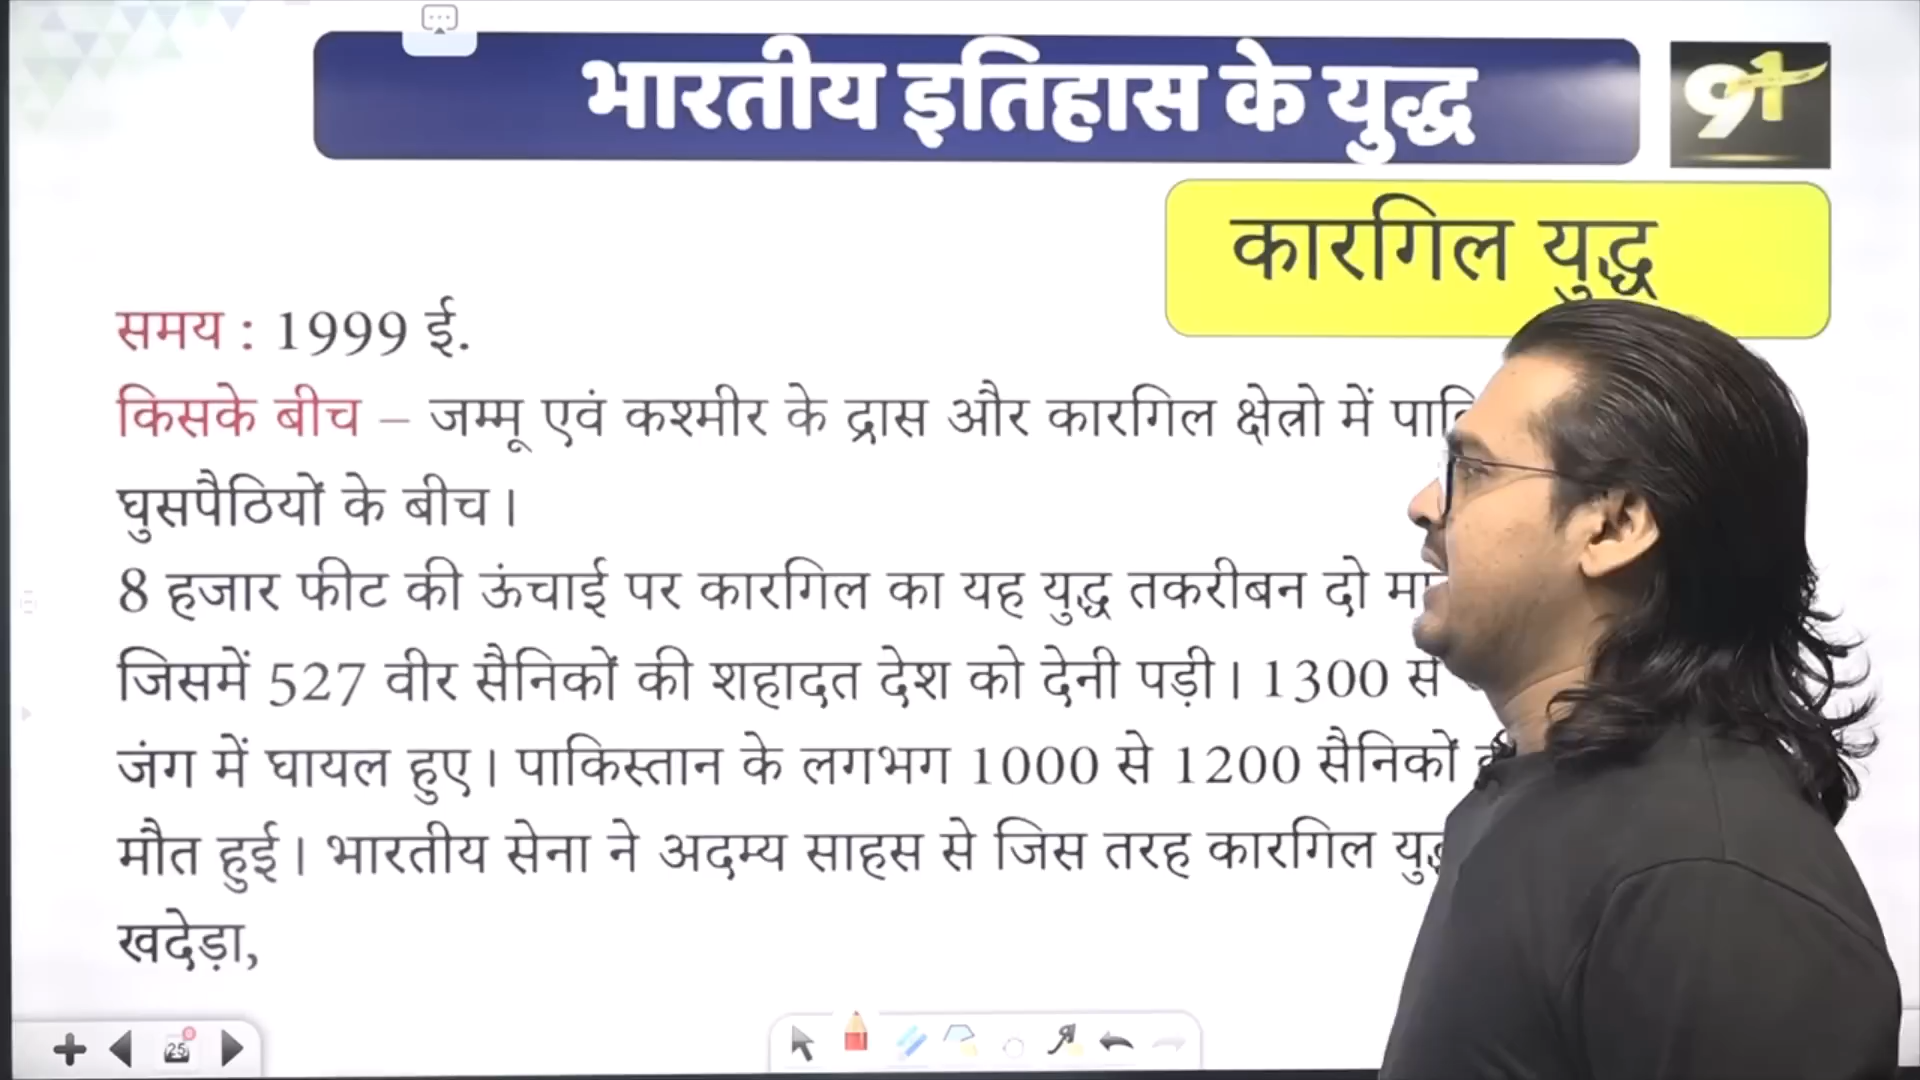 भारतीय इतिहास के युद्ध
91
कारगिल युद्ध
समय : 1999 ई.
किसके बीच – जम्मू एवं कश्मीर के द्रास और कारगिल क्षेत्रो में
घुसपैठियों के बीच।
8 हजार फीट की ऊंचाई पर कारगिल का यह युद्ध तकरीबन दो
जिसमें 527 वीर सैनिकों की शहादत देश को देनी पड़ी। 1300 से
जंग में घायल हुए। पाकिस्तान के लगभग 1000 से 1200 सैनिकों
मौत हुई। भारतीय सेना ने अदम्य साहस से जिस तरह कारगिल
खदेड़ा,
25